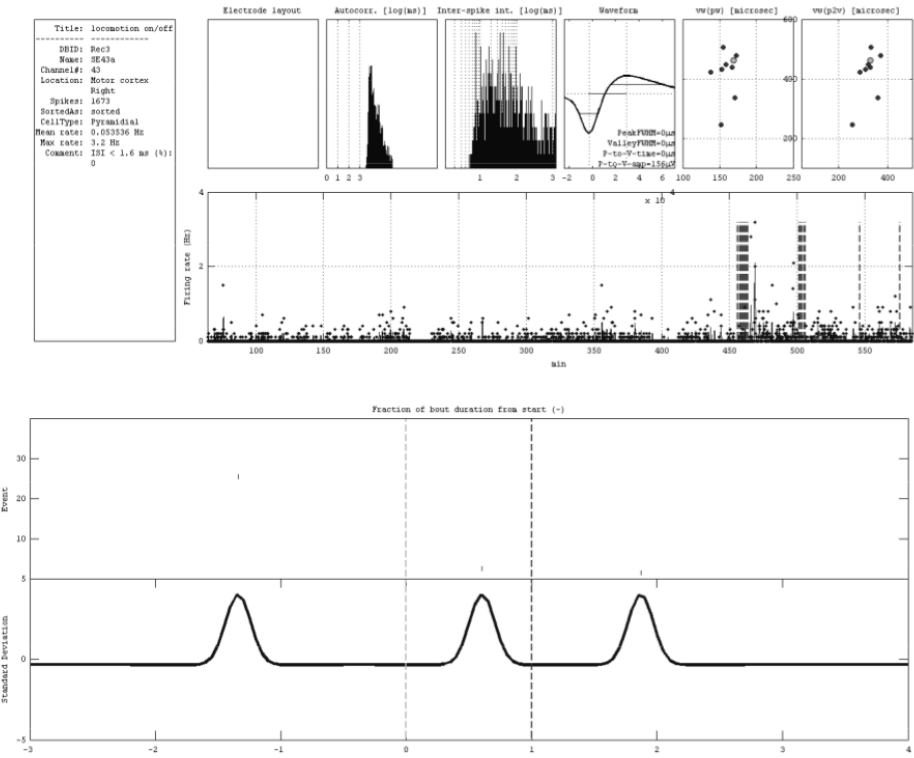 Title: locomotion on/off
-------------- --------------
DBID: Rec3
Name: SE43a
Channel#: 43
Location: Motor cortex
Right
Spikes: 1673
SortedAs: sorted
CellType: Pyramidial
Mean rate: 0.053536 Hz
Max rate: 3.2 Hz
Comment: ISI < 1.6 ms (%):
0
Electrode layout
Autocorr. [log(ms)]
0 1 2 3
Inter-spike int. [log(ms)]
1 2 3
Waveform
PeakFWHM=0µs
ValleyFWHM=0µs
P-to-V-time=0µs
P-to-V-amp=156µV
-2 0 2 4 6
vw(pw) [microsec]
600
400
200
100 150 200 250
vw(p2v) [microsec]
200 400
x 10 4
Firing rate (Hz)
4
2
0
100 150 200 250 300 350 400 450 500 550
min
Fraction of bout duration from start (-)
Event
30
20
10
Standard Deviation
5
0
-5
-3 -2 -1 0 1 2 3 4